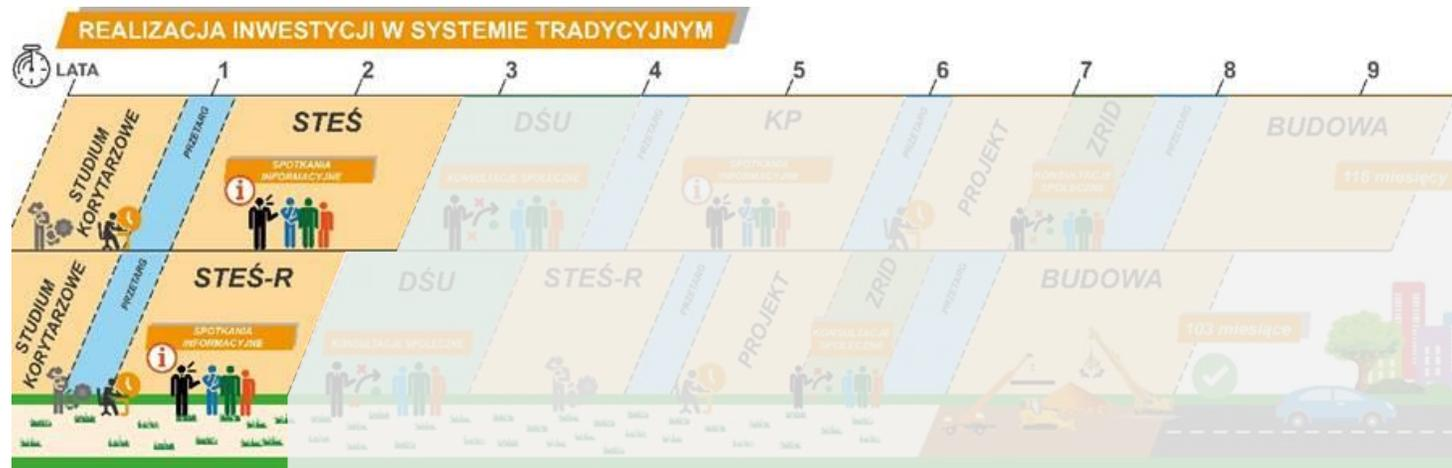 REALIZACJA INWESTYCJI W SYSTEMIE TRADYCYJNYM
LATA 1 2 3 4 5 6 7 8 9
STUDIUM
KORYTARZOWE
PRZETARG
STEŚ
SPOTKANIA
INFORMACYJNE
i
DŚU
KONSULTACJE SPOŁECZNE
PRZETARG
KP
SPOTKANIA
INFORMACYJNE
i
PRZETARG
PROJEKT
ZRID
KONSULTACJE
SPOŁECZNE
PRZETARG
BUDOWA
116 miesięcy
STUDIUM
KORYTARZOWE
PRZETARG
STEŚ-R
SPOTKANIA
INFORMACYJNE
i
DŚU
KONSULTACJE SPOŁECZNE
STEŚ-R
PRZETARG
PROJEKT
ZRID
KONSULTACJE
SPOŁECZNE
PRZETARG
BUDOWA
103 miesiące